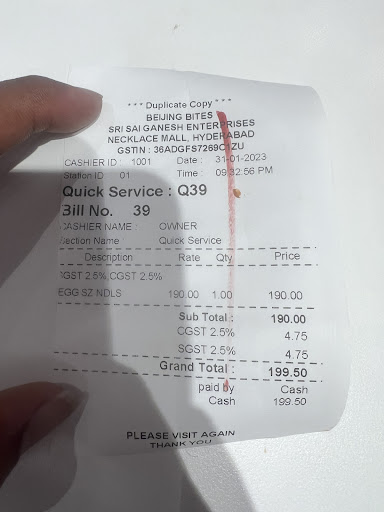 *** Duplicate Copy ***
BEIJING BITES
SRI SAI GANESH ENTERPRISES
NECKLACE MALL, HYDERABAD
GSTIN : 36ADGFS7269C1ZU
CASHIER ID : 1001 Date : 31-01-2023
Station ID 01 Time : 09:32:56 PM
Quick Service : Q39
Bill No. 39
CASHIER NAME : OWNER
Section Name Quick Service
Description Rate Qty Price
CGST 2.5% CGST 2.5%
EGG SZ NDLS 190.00 1.00 190.00
Sub Total : 190.00
CGST 2.5% 4.75
SGST 2.5% 4.75
Grand Total : 199.50
paid by Cash
Cash 199.50
PLEASE VISIT AGAIN
THANK YOU